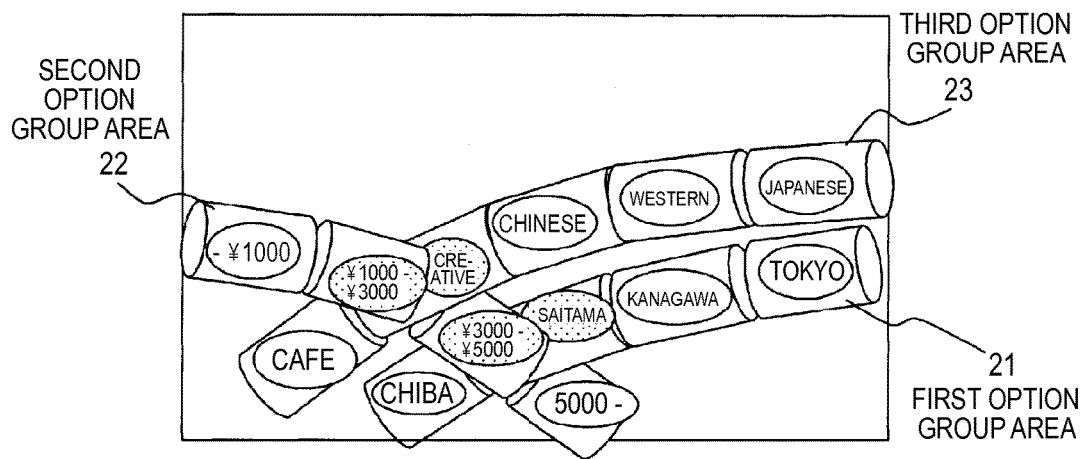 THIRD OPTION
GROUP AREA
23
SECOND
OPTION
GROUP AREA
22
JAPANESE
WESTERN
CHINESE
- ¥1000
CRE-
ATIVE
¥1000 -
¥3000
TOKYO
KANAGAWA
SAITAMA
¥3000 -
¥5000
CAFE
CHIBA
5000 -
21
FIRST OPTION
GROUP AREA